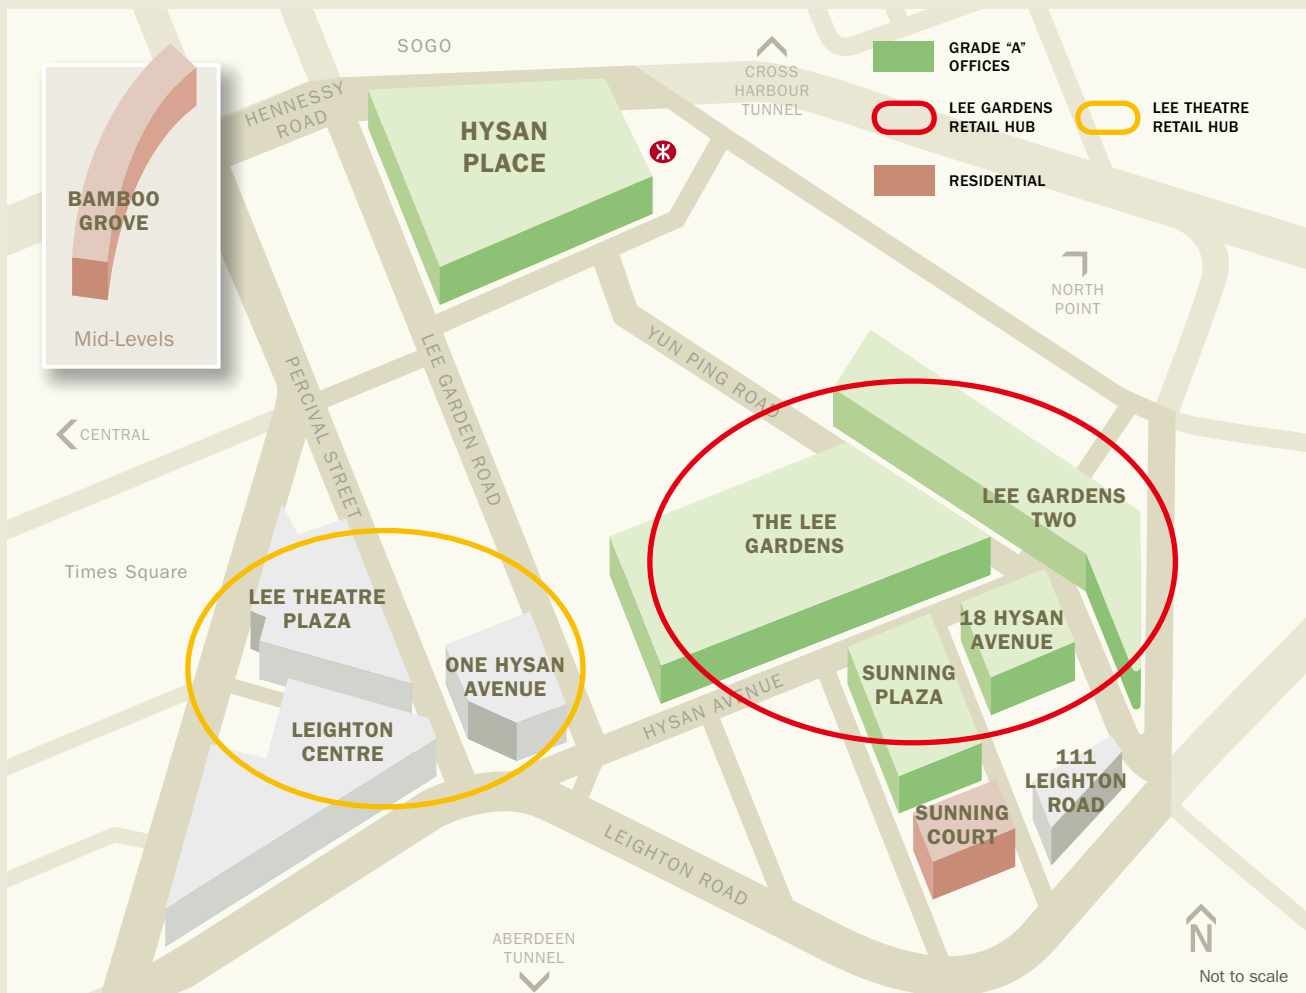 SOGO
CROSS
HARBOUR
TUNNEL
GRADE “A”
OFFICES
LEE GARDENS
RETAIL HUB
LEE THEATRE
RETAIL HUB
RESIDENTIAL
HENNESSY
ROAD
HYSAN
PLACE
BAMBOO
GROVE
Mid-Levels
NORTH
POINT
PERCIVAL STREET
LEE GARDEN ROAD
YUN PING ROAD
CENTRAL
LEE GARDENS
TWO
THE LEE
GARDENS
Times Square
LEE THEATRE
PLAZA
18 HYSAN
AVENUE
ONE HYSAN
AVENUE
SUNNING
PLAZA
HYSAN AVENUE
LEIGHTON
CENTRE
111
LEIGHTON
ROAD
SUNNING
COURT
LEIGHTON ROAD
ABERDEEN
TUNNEL
N
Not to scale